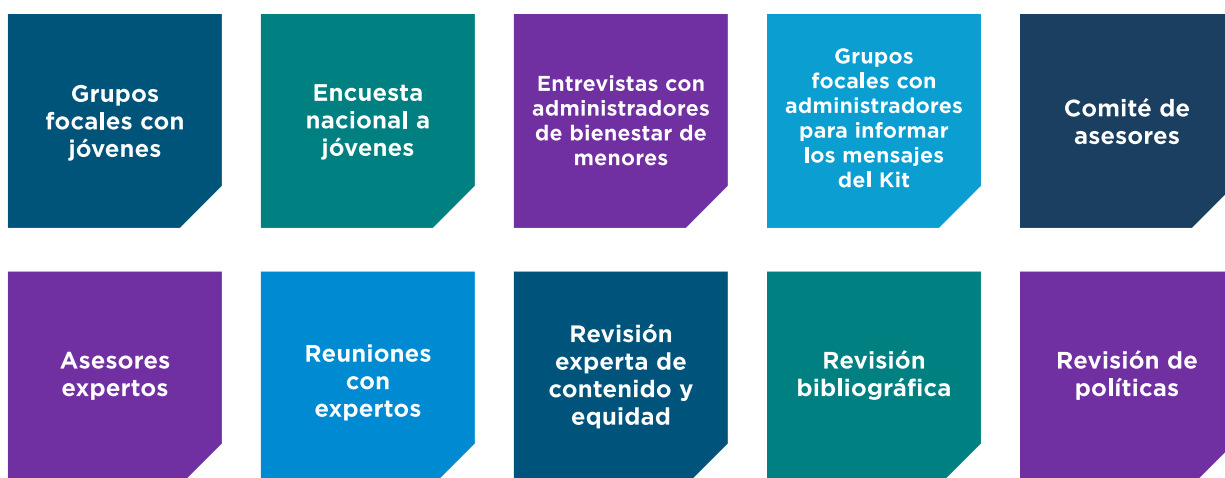 Grupos
focales con
jóvenes
Encuesta
nacional a
jóvenes
Entrevistas con
administradores
de bienestar de
menores
Grupos
focales con
administradores
para informar
los mensajes
del Kit
Comité de
asesores
Asesores
expertos
Reuniones
con
expertos
Revisión
experta de
contenido y
equidad
Revisión
bibliográfica
Revisión de
políticas